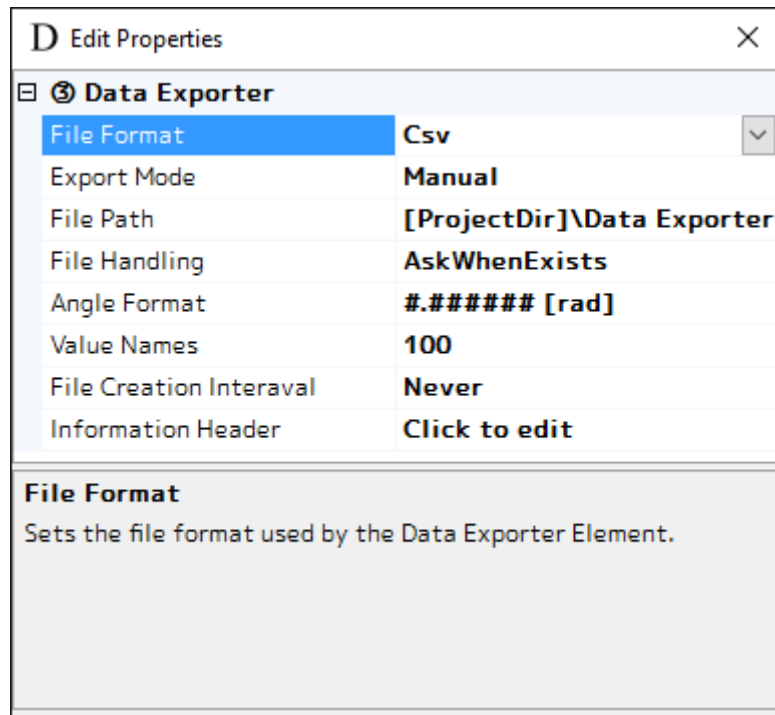 D Edit Properties
③ Data Exporter
File Format Csv
Export Mode Manual
File Path [ProjectDir]\Data Exporter
File Handling AskWhenExists
Angle Format #.###### [rad]
Value Names 100
File Creation Interaval Never
Information Header Click to edit
File Format
Sets the file format used by the Data Exporter Element.